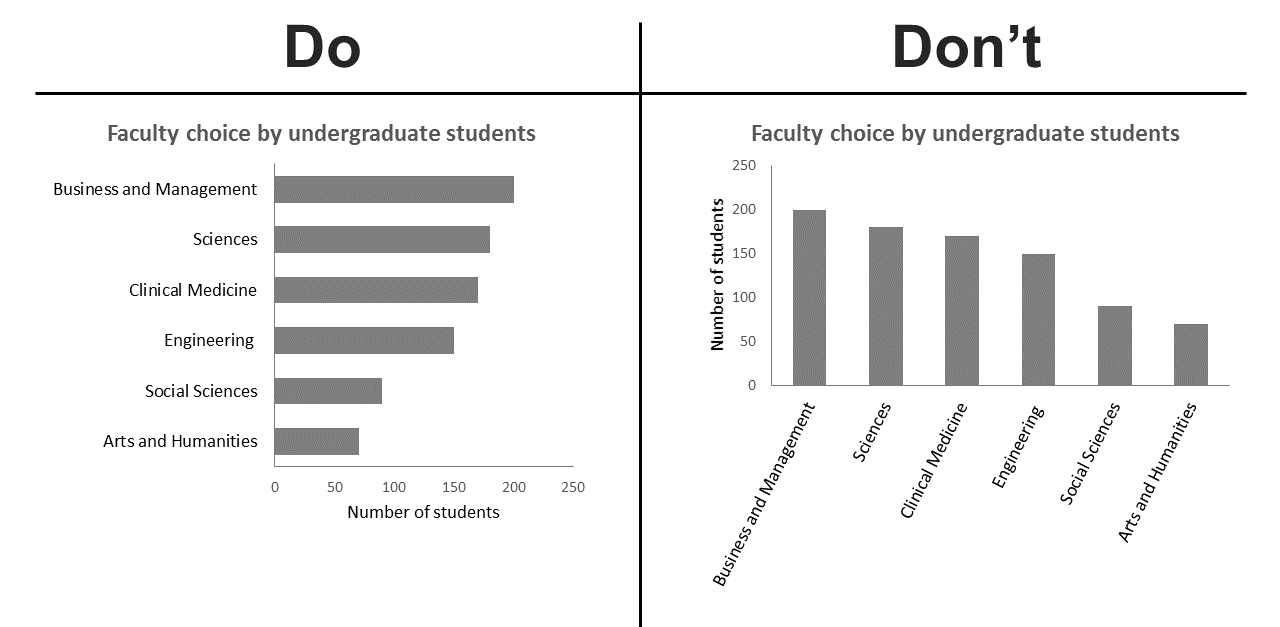 Do
Don’t
Faculty choice by undergraduate students
Business and Management
Sciences
Clinical Medicine
Engineering
Social Sciences
Arts and Humanities
0 50 100 150 200 250
Number of students
Faculty choice by undergraduate students
Number of students
250
200
150
100
50
0
Business and Management
Sciences
Clinical Medicine
Engineering
Social Sciences
Arts and Humanities